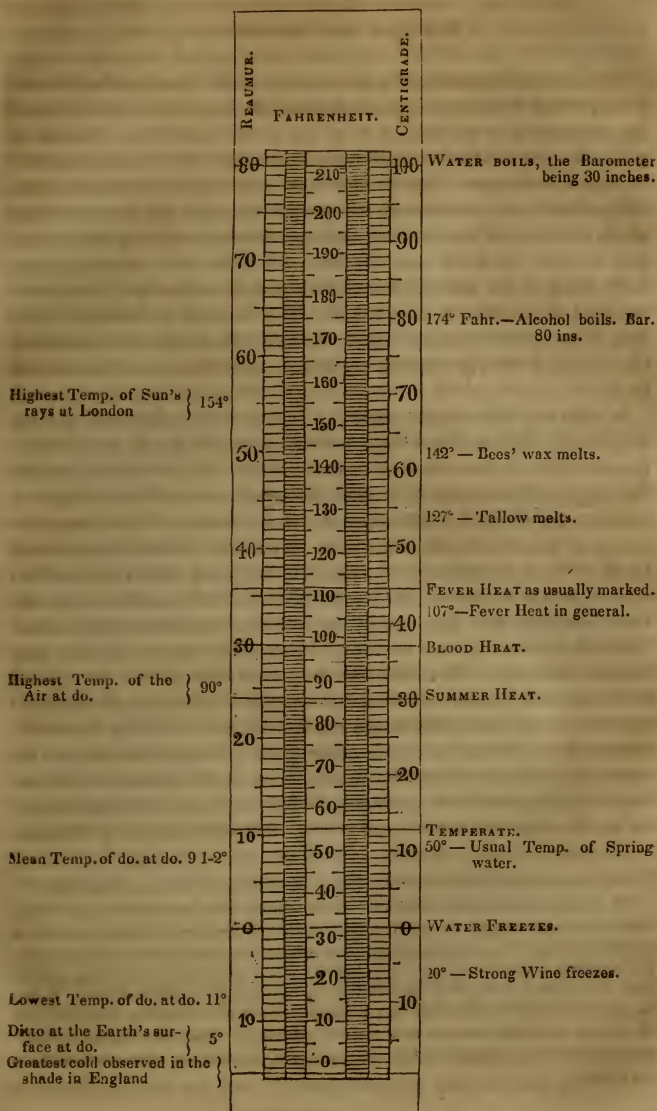 REAUMUR.
FAHRENHEIT.
CENTIGRADE.
80 210 100 WATER BOILS, the Barometer
being 30 inches.
200
90
70 190
180
80 174° Fahr.—Alcohol boils. Bar.
80 ins.
170
60
160
Highest Temp. of Sun's
rays at London 154°
70
150
50 142° — Bees' wax melts.
140 60
130 127° — Tallow melts.
40 120 50
110 FEVER HEAT as usually marked.
107°—Fever Heat in general.
40
100
30 BLOOD HEAT.
Highest Temp. of the
Air at do. 90°
90
30 SUMMER HEAT.
80
20
70
20
60
10 TEMPERATE.
Mean Temp. of do. at do. 9 1-2°
50 10 50° — Usual Temp. of Spring
water.
40
0 30 0 WATER FREEZES.
20 20° — Strong Wine freezes.
Lowest Temp. of do. at do. 11°
10
10 10
Ditto at the Earth's sur-
face at do. 5°
0
Greatest cold observed in the
shade in England